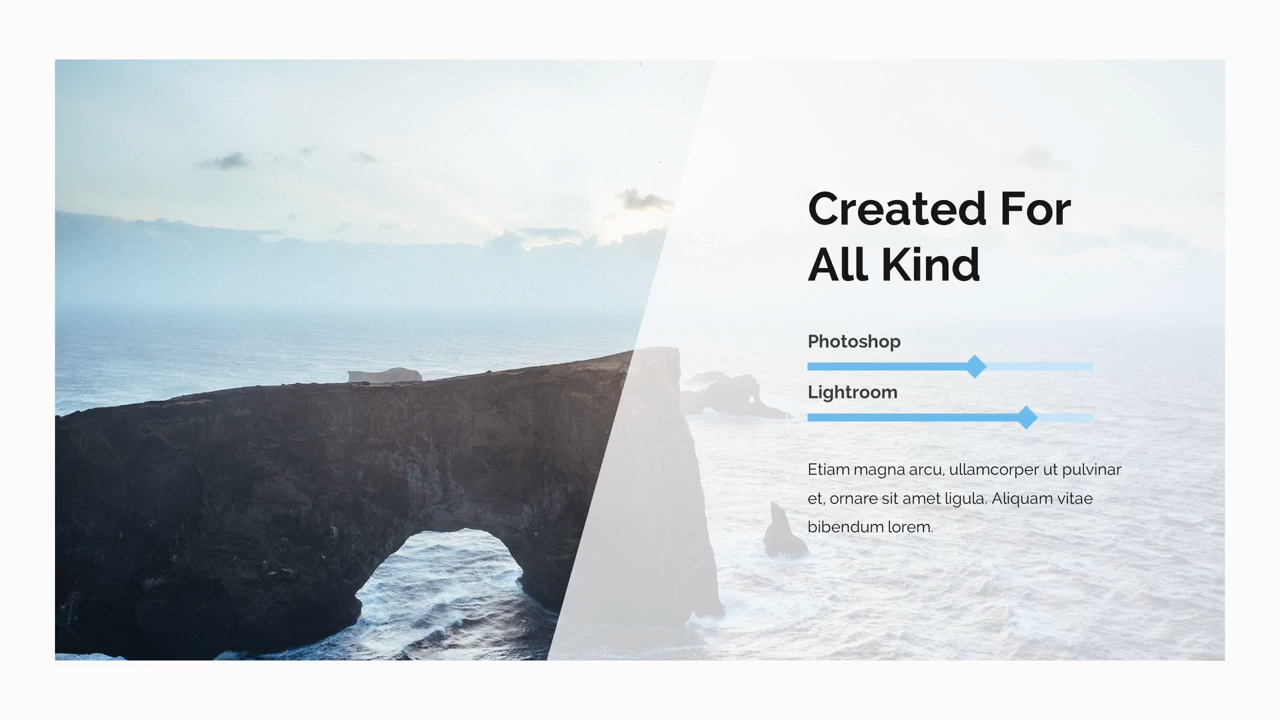 Created For
All Kind
Photoshop
Lightroom
Etiam magna arcu, ullamcorper ut pulvinar
et, ornare sit amet ligula. Aliquam vitae
bibendum lorem.